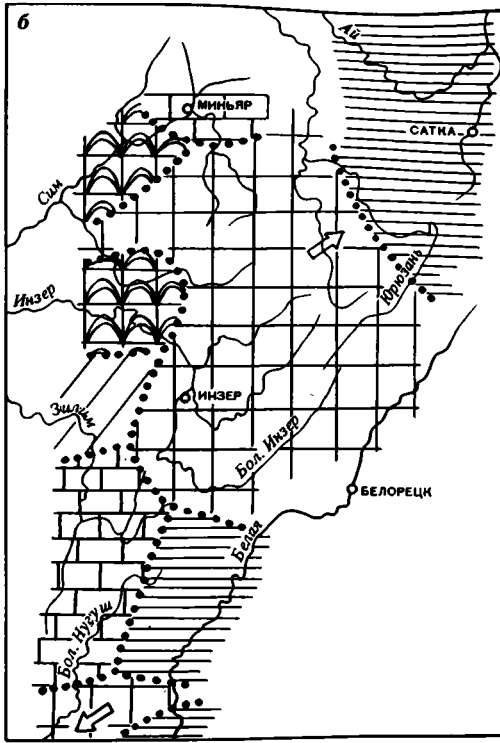 б
Ай
МИНЬЯР
САТКА
Сим
Юрюзань
Инзер
ИНЗЕР
Зилим
Бол. Инзер
БЕЛОРЕЦК
Белая
Бол. Нугуш